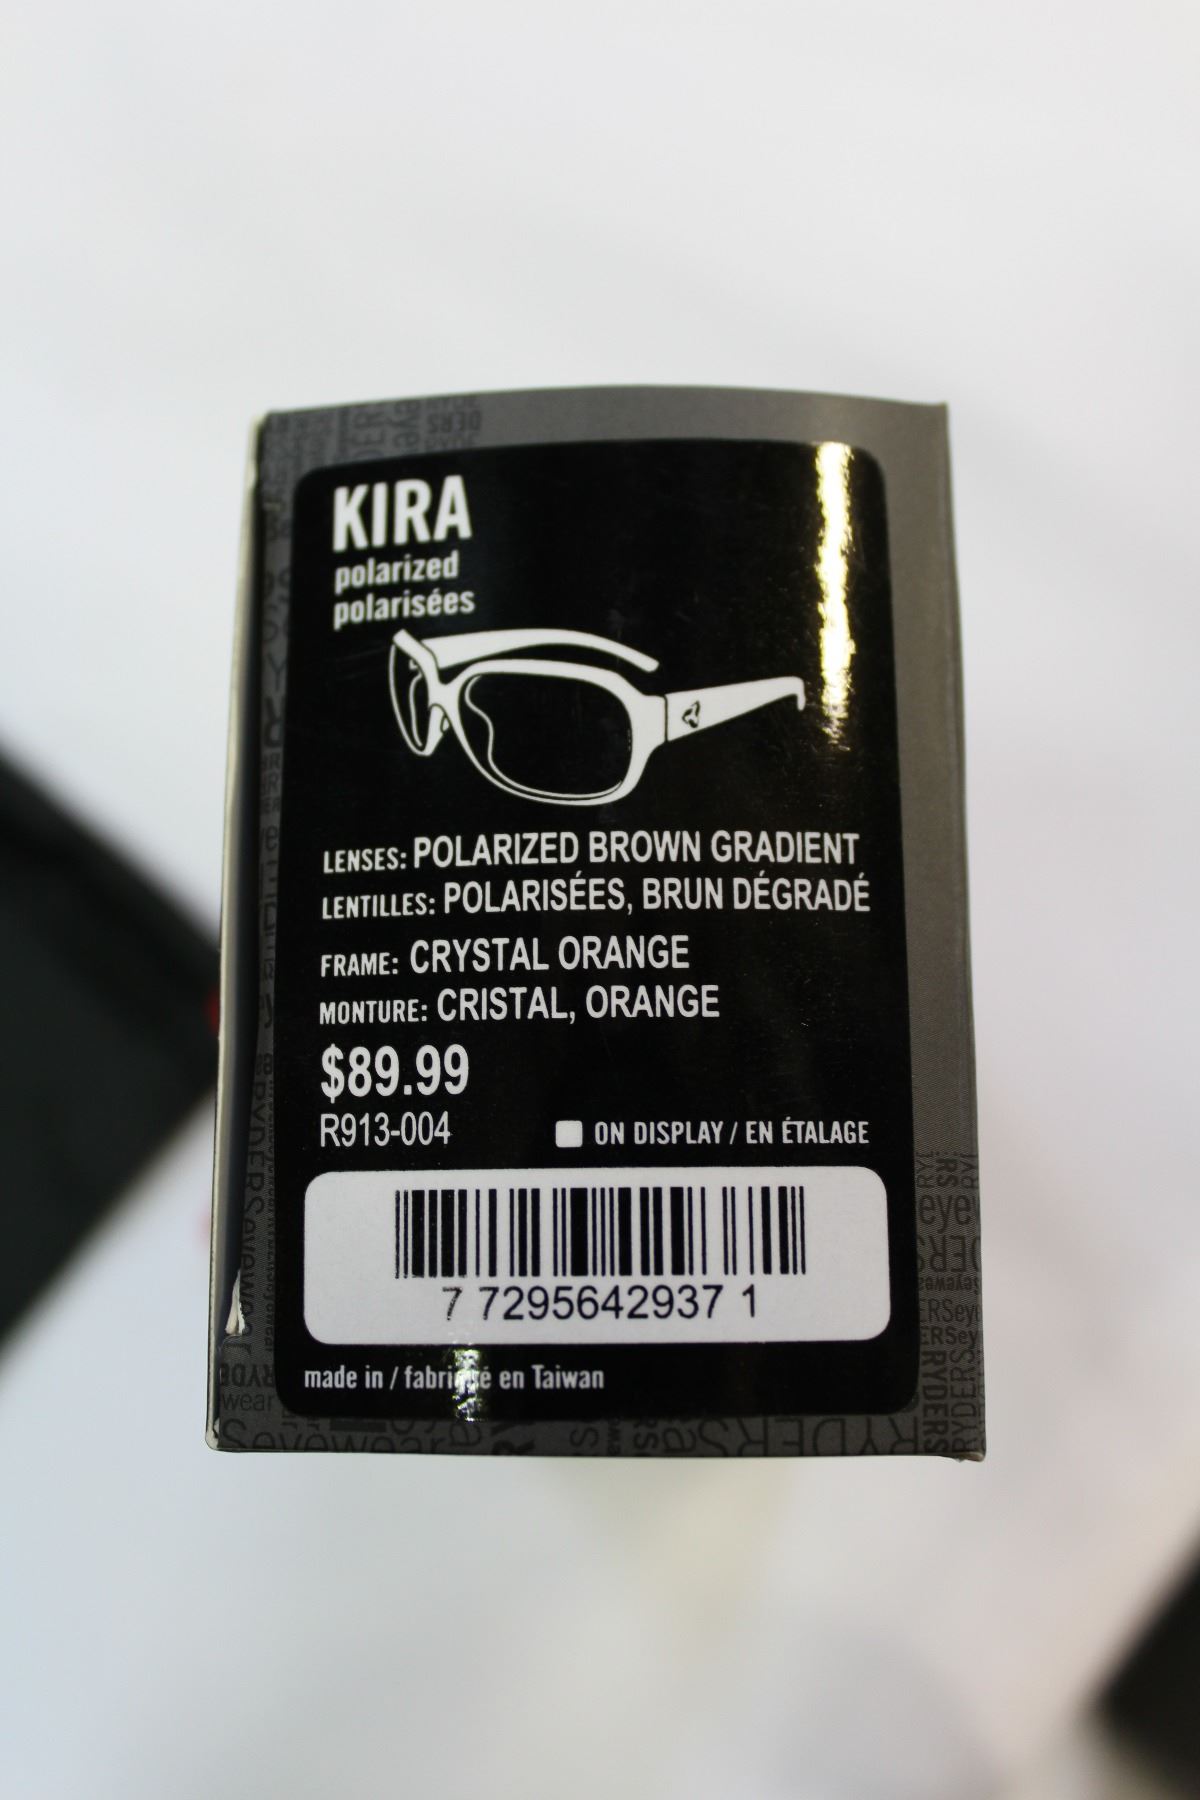 KIRA
polarized
polarisées
LENSES: POLARIZED BROWN GRADIENT
LENTILLES: POLARISÉES, BRUN DÉGRADÉ
FRAME: CRYSTAL ORANGE
MONTURE: CRISTAL, ORANGE
$89.99
R913-004
ON DISPLAY / EN ÉTALAGE
7 7295642937 1
made in / fabriqué en Taiwan